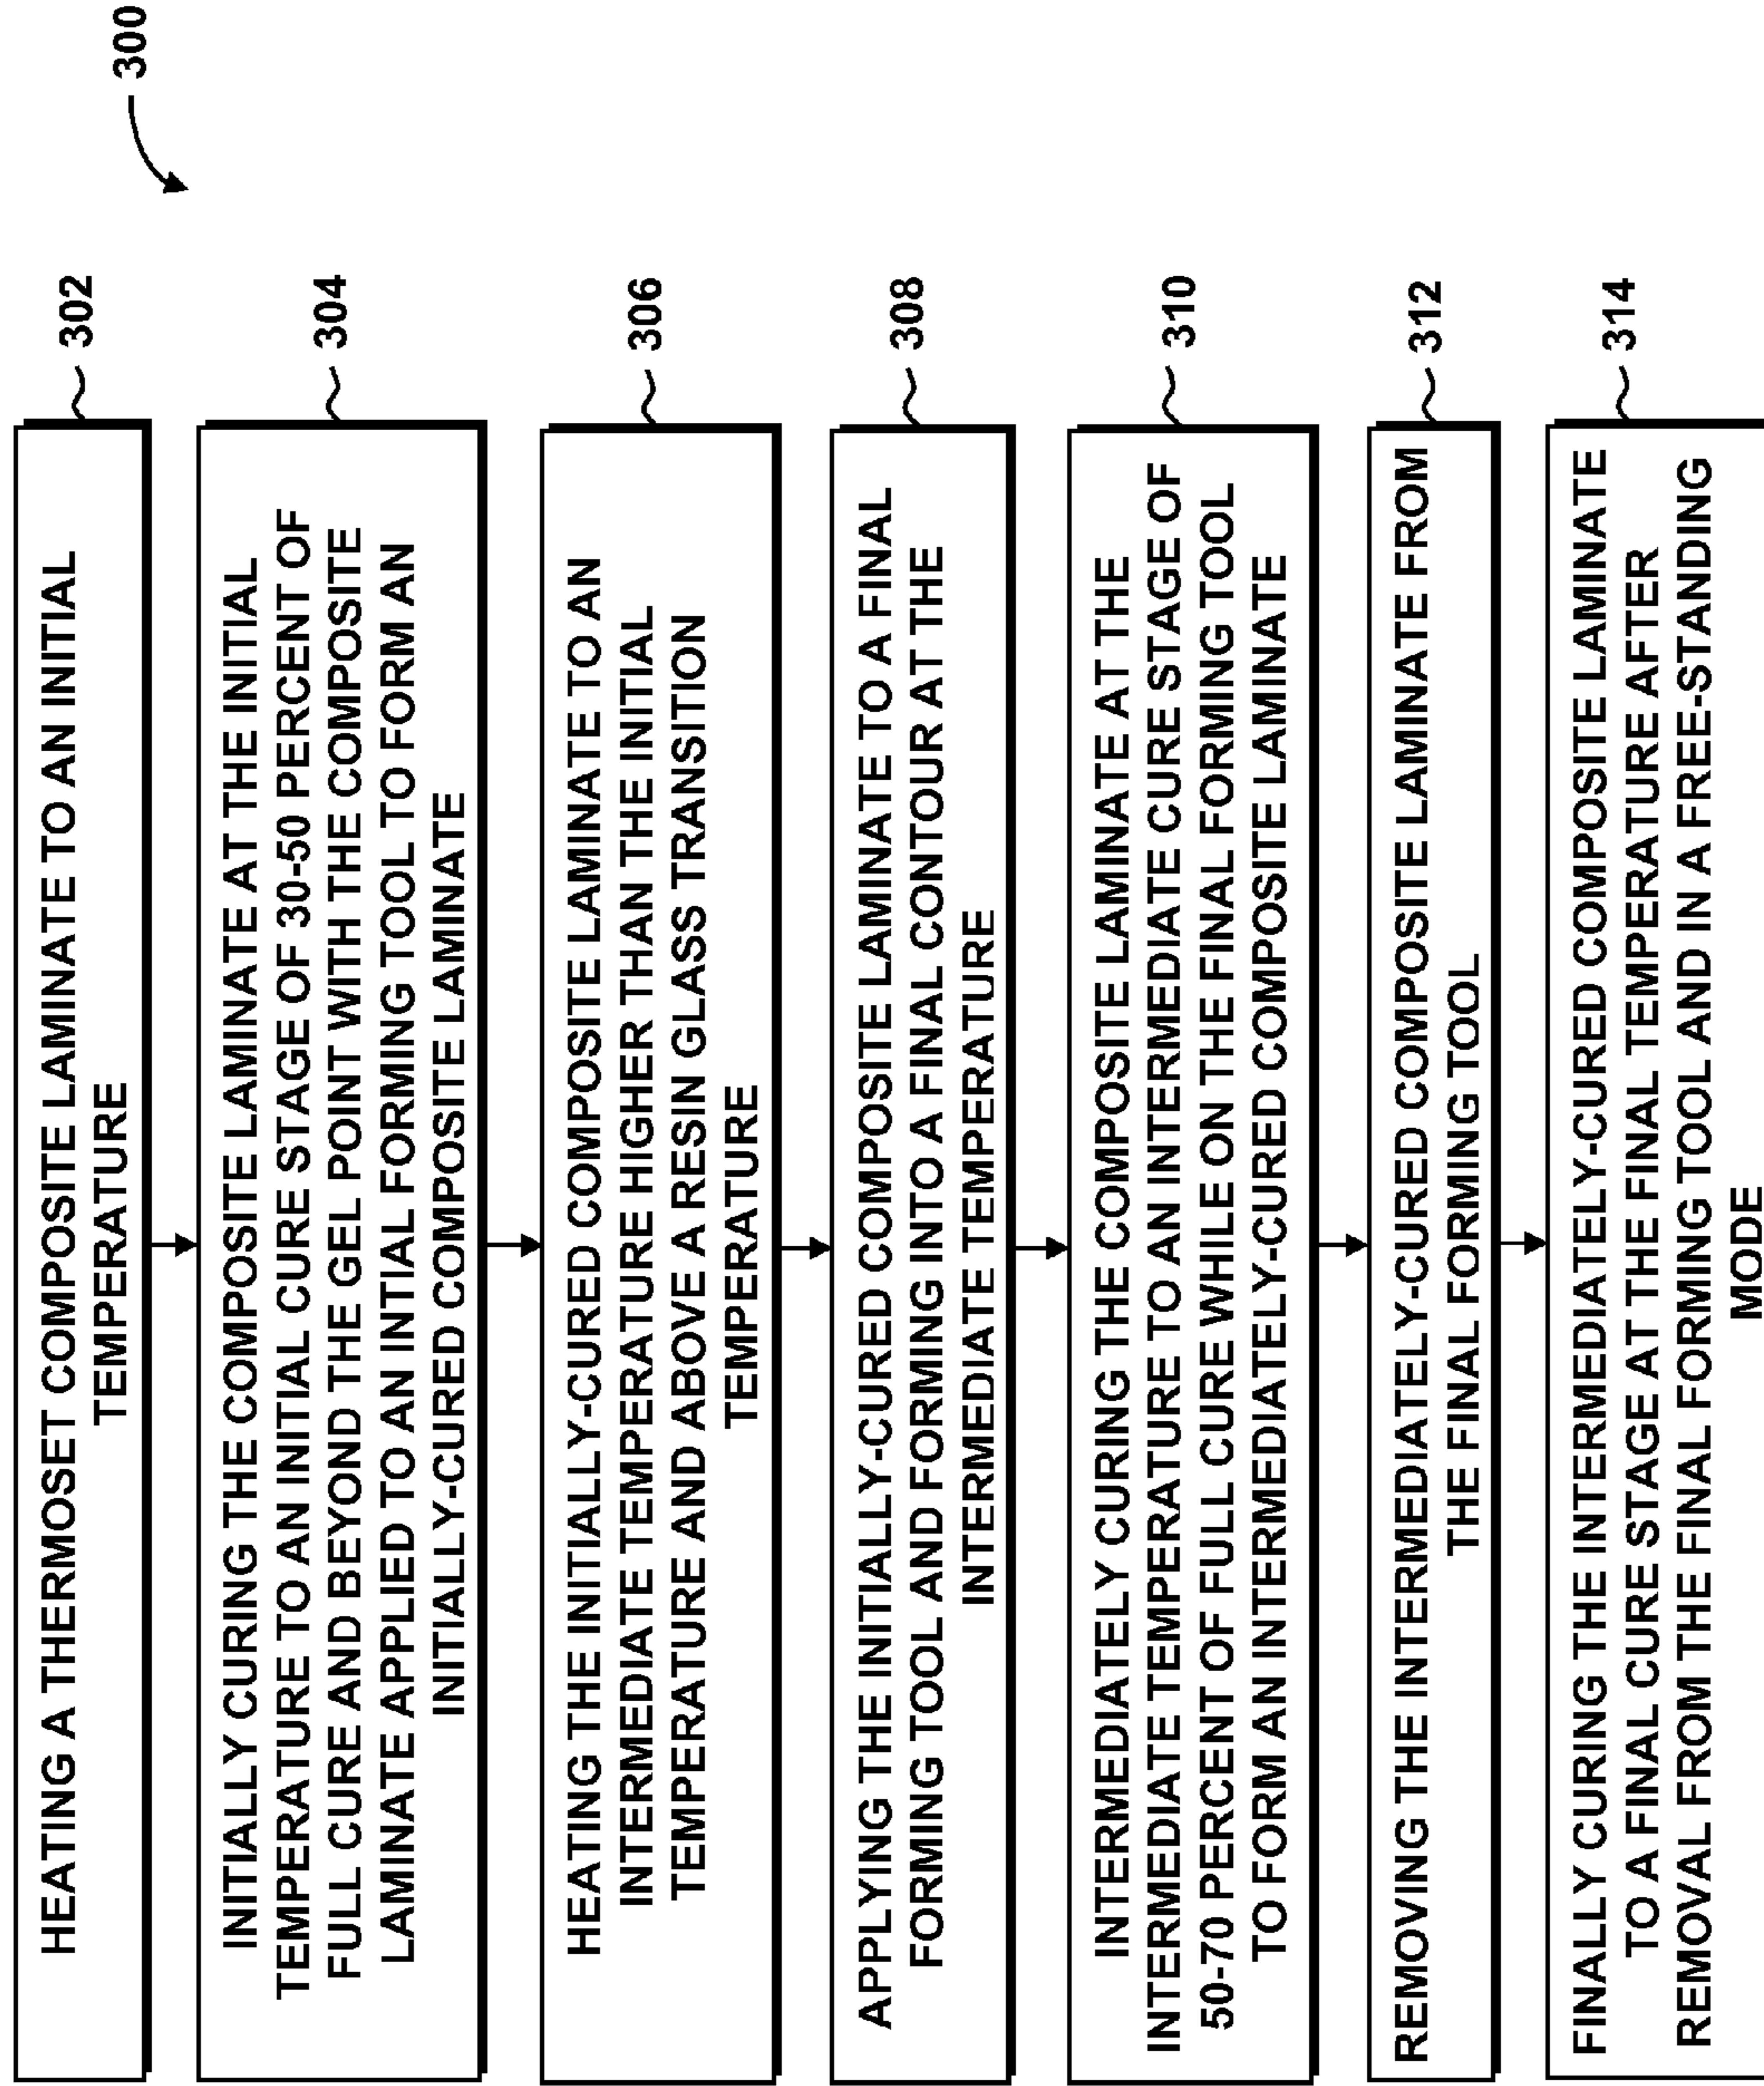 300
HEATING A THERMOSET COMPOSITE LAMINATE TO AN INITIAL
TEMPERATURE
302
INITIALLY CURING THE COMPOSITE LAMINATE AT THE INITIAL
TEMPERATURE TO AN INITIAL CURE STAGE OF 30-50 PERCENT OF
FULL CURE AND BEYOND THE GEL POINT WITH THE COMPOSITE
LAMINATE APPLIED TO AN INTIAL FORMING TOOL TO FORM AN
INITIALLY-CURED COMPOSITE LAMINATE
304
HEATING THE INITIALLY-CURED COMPOSITE LAMINATE TO AN
INTERMEDIATE TEMPERATURE HIGHER THAN THE INITIAL
TEMPERATURE AND ABOVE A RESIN GLASS TRANSITION
TEMPERATURE
306
APPLYING THE INITIALLY-CURED COMPOSITE LAMINATE TO A FINAL
FORMING TOOL AND FORMING INTO A FINAL CONTOUR AT THE
INTERMEDIATE TEMPERATURE
308
INTERMEDIATELY CURING THE COMPOSITE LAMINATE AT THE
INTERMEDIATE TEMPERATURE TO AN INTERMEDIATE CURE STAGE OF
50-70 PERCENT OF FULL CURE WHILE ON THE FINAL FORMING TOOL
TO FORM AN INTERMEDIATELY-CURED COMPOSITE LAMINATE
310
REMOVING THE INTERMEDIATELY-CURED COMPOSITE LAMINATE FROM
THE FINAL FORMING TOOL
312
FINALLY CURING THE INTERMEDIATELY-CURED COMPOSITE LAMINATE
TO A FINAL CURE STAGE AT THE FINAL TEMPERATURE AFTER
REMOVAL FROM THE FINAL FORMING TOOL AND IN A FREE-STANDING
MODE
314